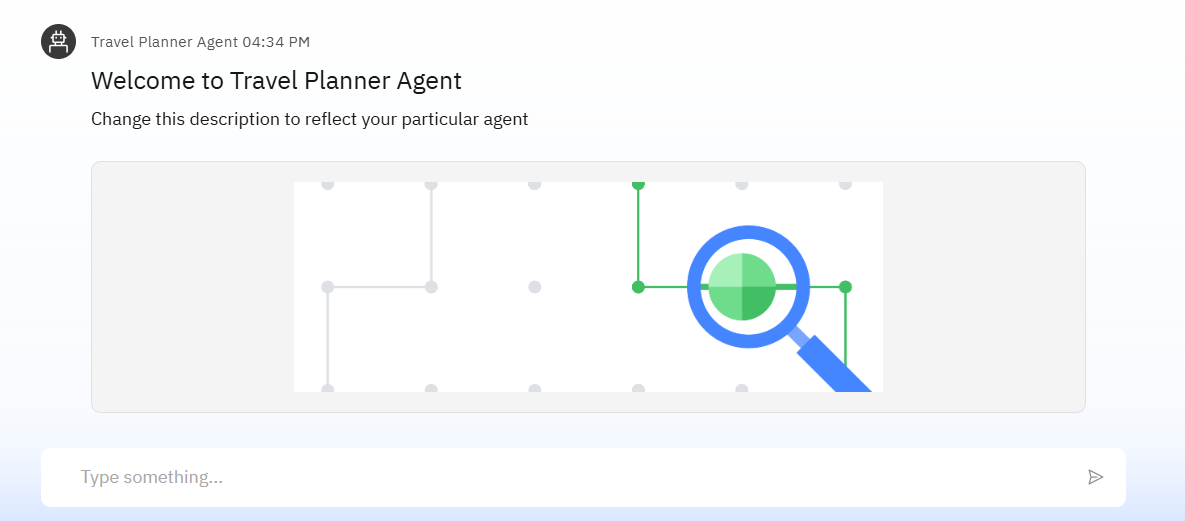 Travel Planner Agent 04:34 PM
Welcome to Travel Planner Agent
Change this description to reflect your particular agent
Type something...